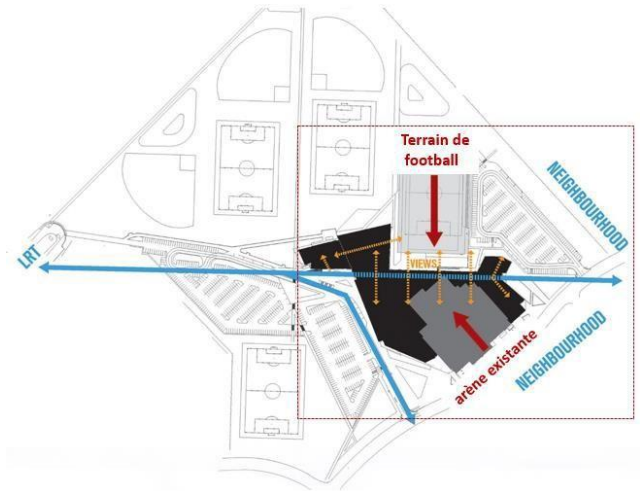 Terrain de
football
NEIGHBOURHOOD
LRT
VIEWS
NEIGHBOURHOOD
arène existante